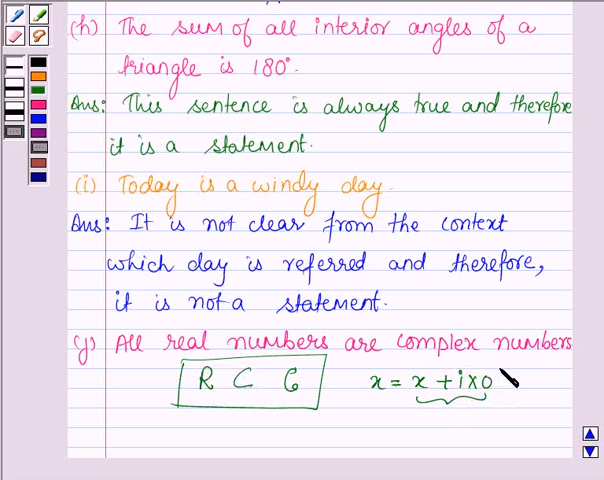 (h) The sum of all interior angles of a
triangle is 180°.
Ans: This sentence is always true and therefore
it is a statement.
(i) Today is a windy day.
Ans: It is not clear from the context
which day is referred and therefore,
it is not a statement.
(j) All real numbers are complex numbers
R ⊂ C x = x + i×0